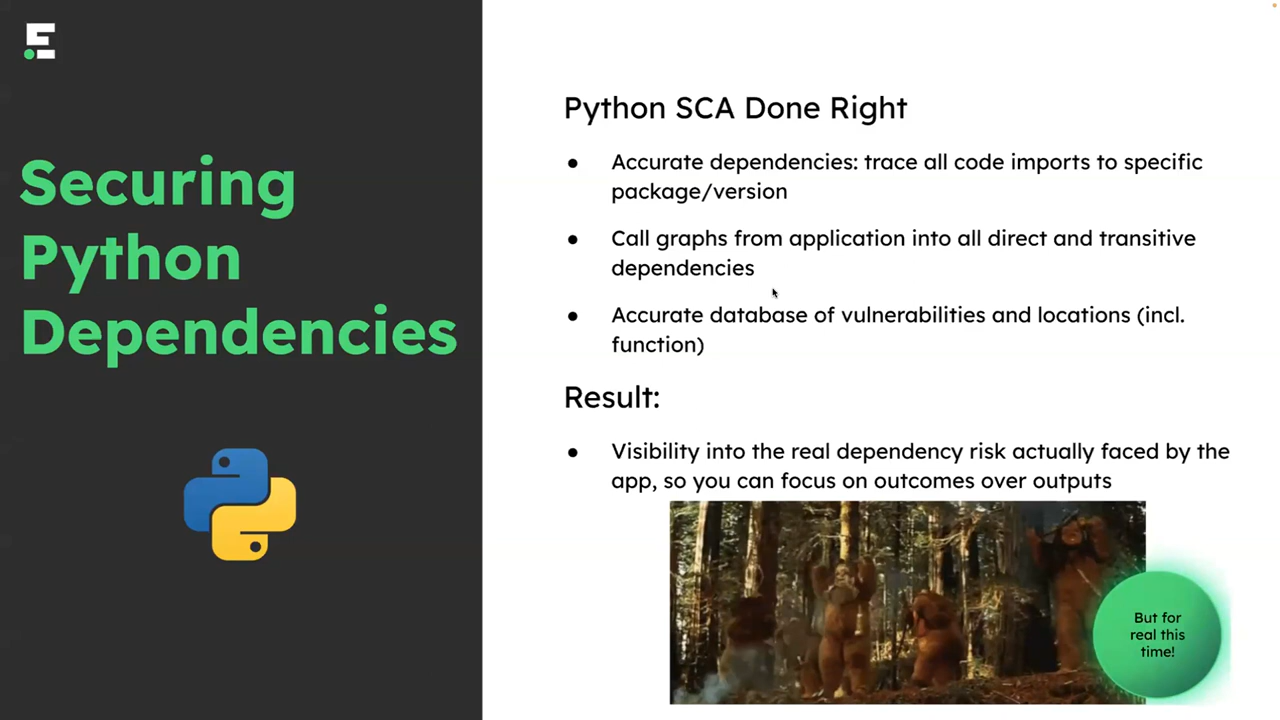 Securing
Python
Dependencies
Python SCA Done Right
● Accurate dependencies: trace all code imports to specific
package/version
● Call graphs from application into all direct and transitive
dependencies
● Accurate database of vulnerabilities and locations (incl.
function)
Result:
● Visibility into the real dependency risk actually faced by the
app, so you can focus on outcomes over outputs
But for
real this
time!